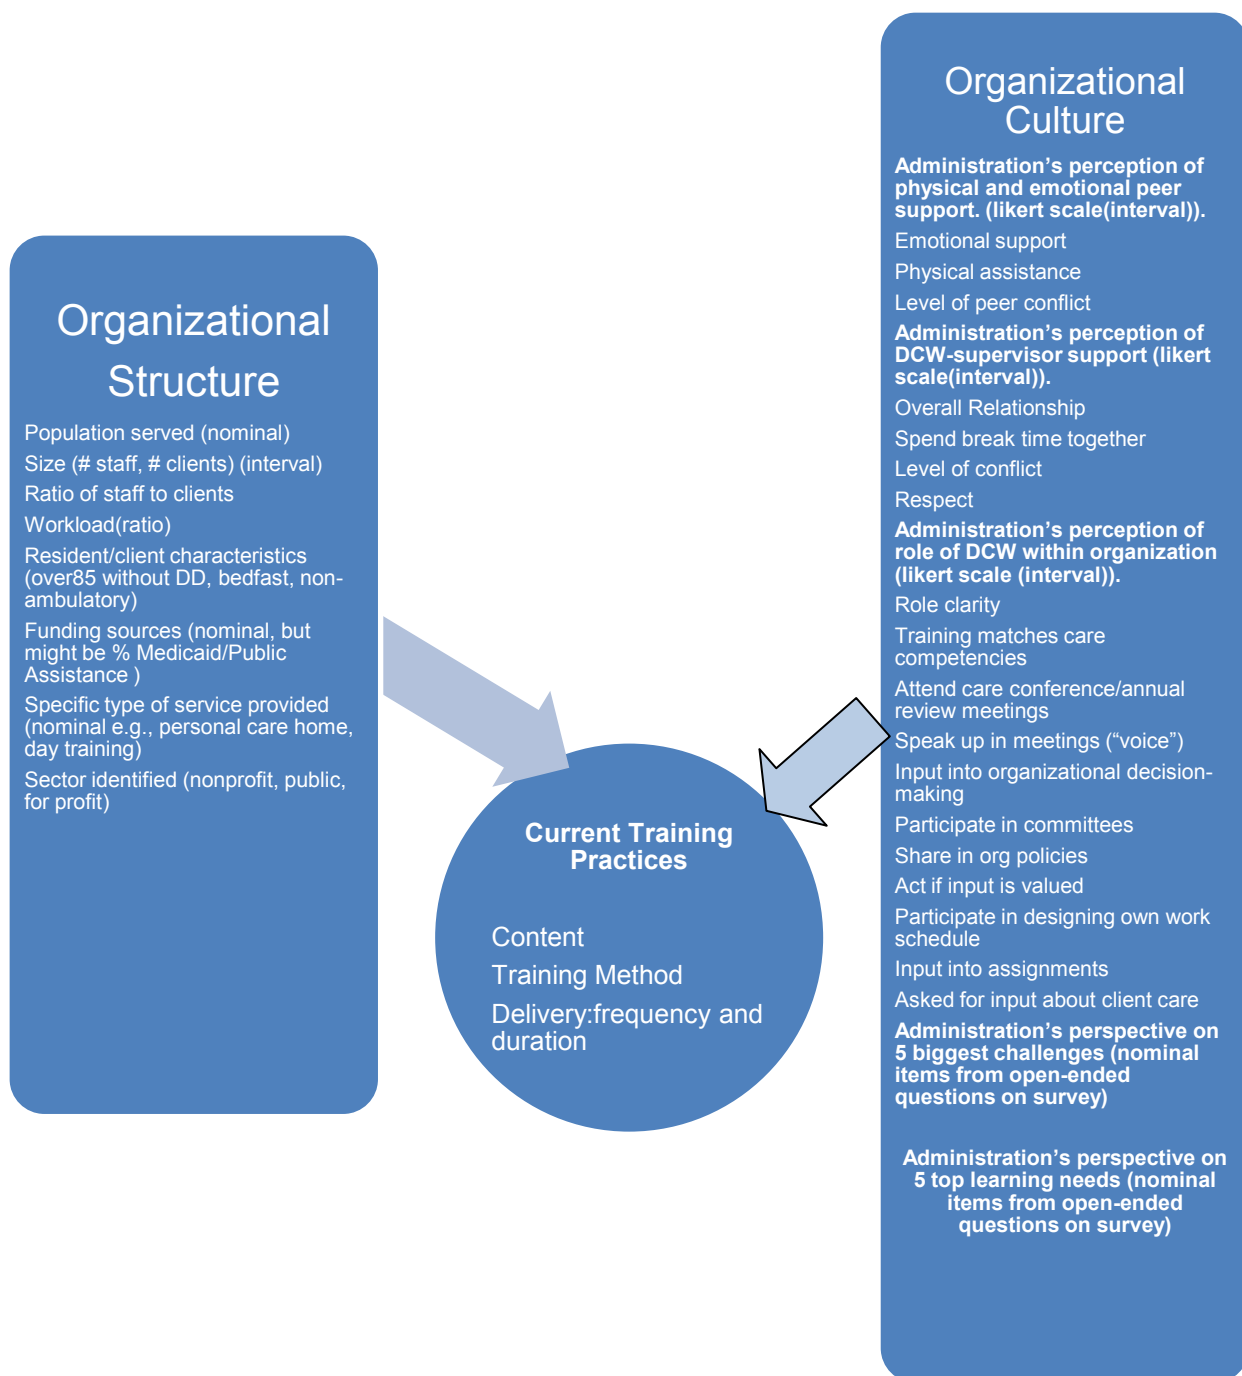 Organizational
Structure
Population served (nominal)
Size (# staff, # clients) (interval)
Ratio of staff to clients
Workload(ratio)
Resident/client characteristics
(over85 without DD, bedfast, non-
ambulatory)
Funding sources (nominal, but
might be % Medicaid/Public
Assistance )
Specific type of service provided
(nominal e.g., personal care home,
day training)
Sector identified (nonprofit, public,
for profit)
Current Training
Practices
Content
Training Method
Delivery:frequency and
duration
Organizational
Culture
Administration’s perception of
physical and emotional peer
support. (likert scale(interval)).
Emotional support
Physical assistance
Level of peer conflict
Administration’s perception of
DCW-supervisor support (likert
scale(interval)).
Overall Relationship
Spend break time together
Level of conflict
Respect
Administration’s perception of
role of DCW within organization
(likert scale (interval)).
Role clarity
Training matches care
competencies
Attend care conference/annual
review meetings
Speak up in meetings (“voice”)
Input into organizational decision-
making
Participate in committees
Share in org policies
Act if input is valued
Participate in designing own work
schedule
Input into assignments
Asked for input about client care
Administration’s perspective on
5 biggest challenges (nominal
items from open-ended
questions on survey)
Administration’s perspective on
5 top learning needs (nominal
items from open-ended
questions on survey)